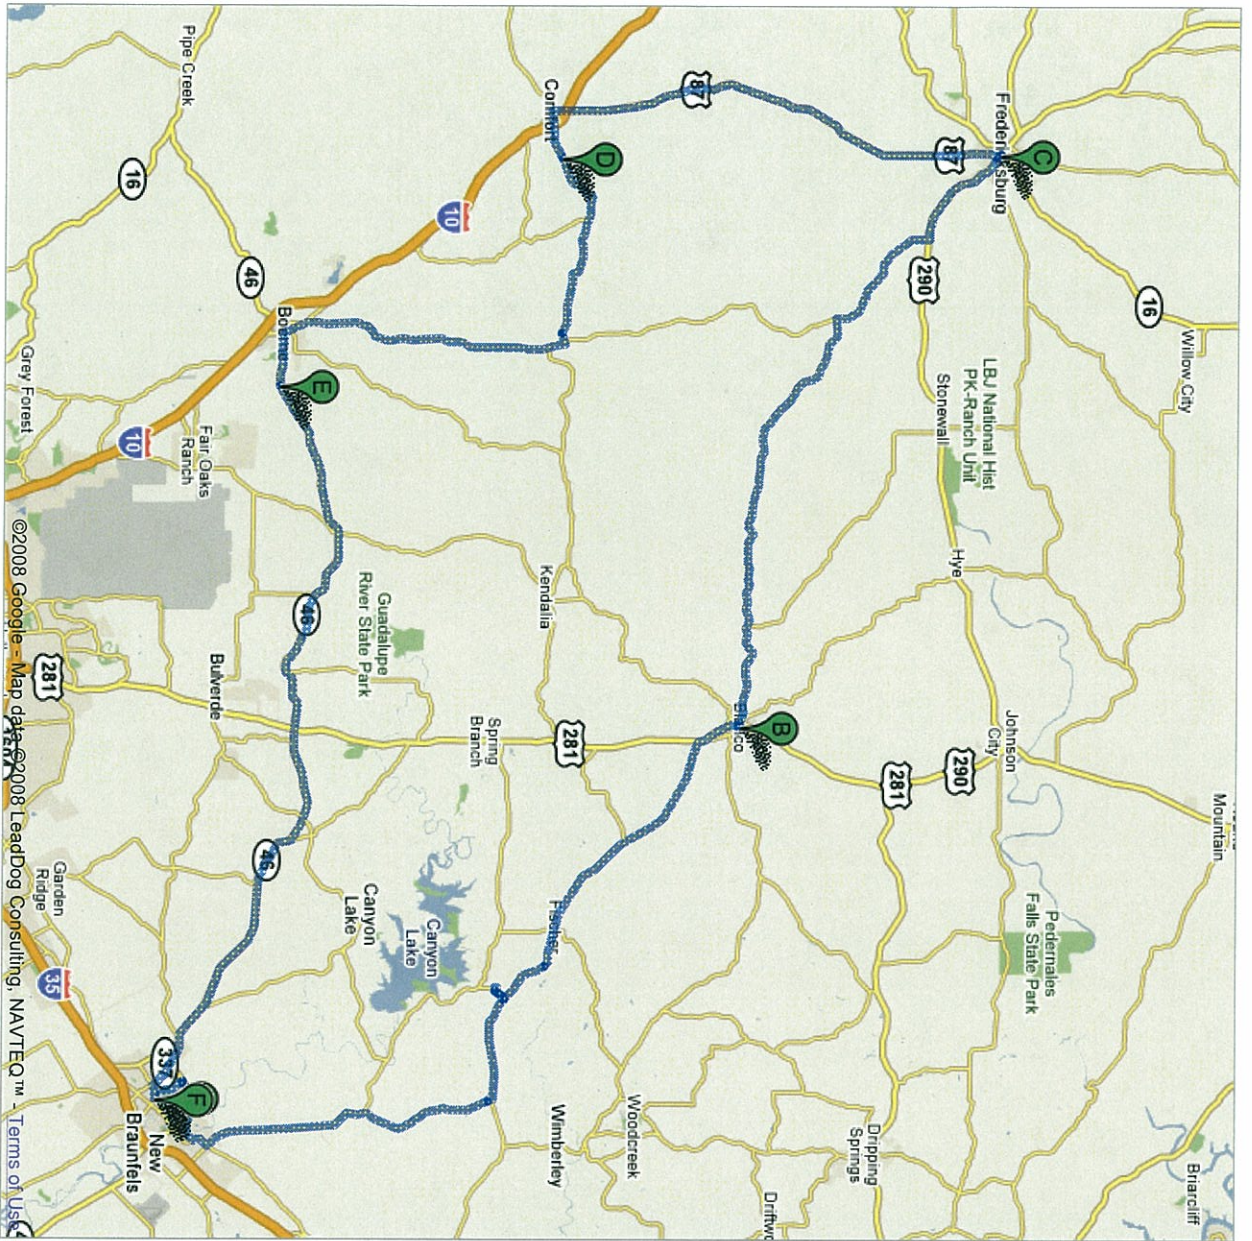 Mountain
Briarcliff
Willow City
16
Pedernales
Falls State Park
C
Johnson
City
LBJ National Hist
PK-Ranch Unit
290
Hye
87
Stonewall
290
281
Dripping
Springs
B
Blanco
87
Woodcreek
D
281
Wimberley
Fischer
Comfort
Kendalia
Spring
Branch
10
Canyon
Lake
Guadalupe
River State Park
Canyon
Lake
E
46
Boerne
46
46
Bulverde
Fair Oaks
Ranch
F
Pipe Creek
337
New
Braunfels
10
16
Garden
Ridge
35
281
Grey Forest
©2008 Google - Map data ©2008 LeadDog Consulting, NAVTEQ™ - Terms of Use